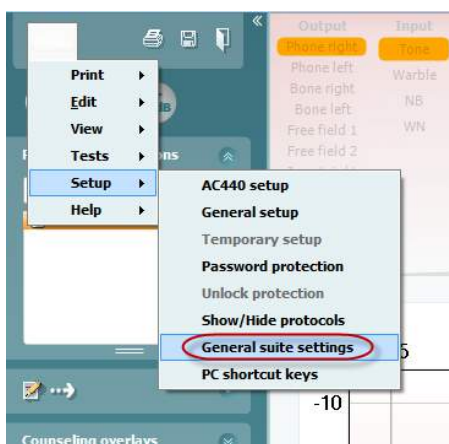 Output Input
Phone right Tone
Phone left Warble
Bone right NB
Bone left WN
Free field 1
Free field 2
Print
Edit
View
Tests
Setup
Help
AC440 setup
General setup
Temporary setup
Password protection
Unlock protection
Show/Hide protocols
General suite settings
PC shortcut keys
5
-10
Counseling overlays